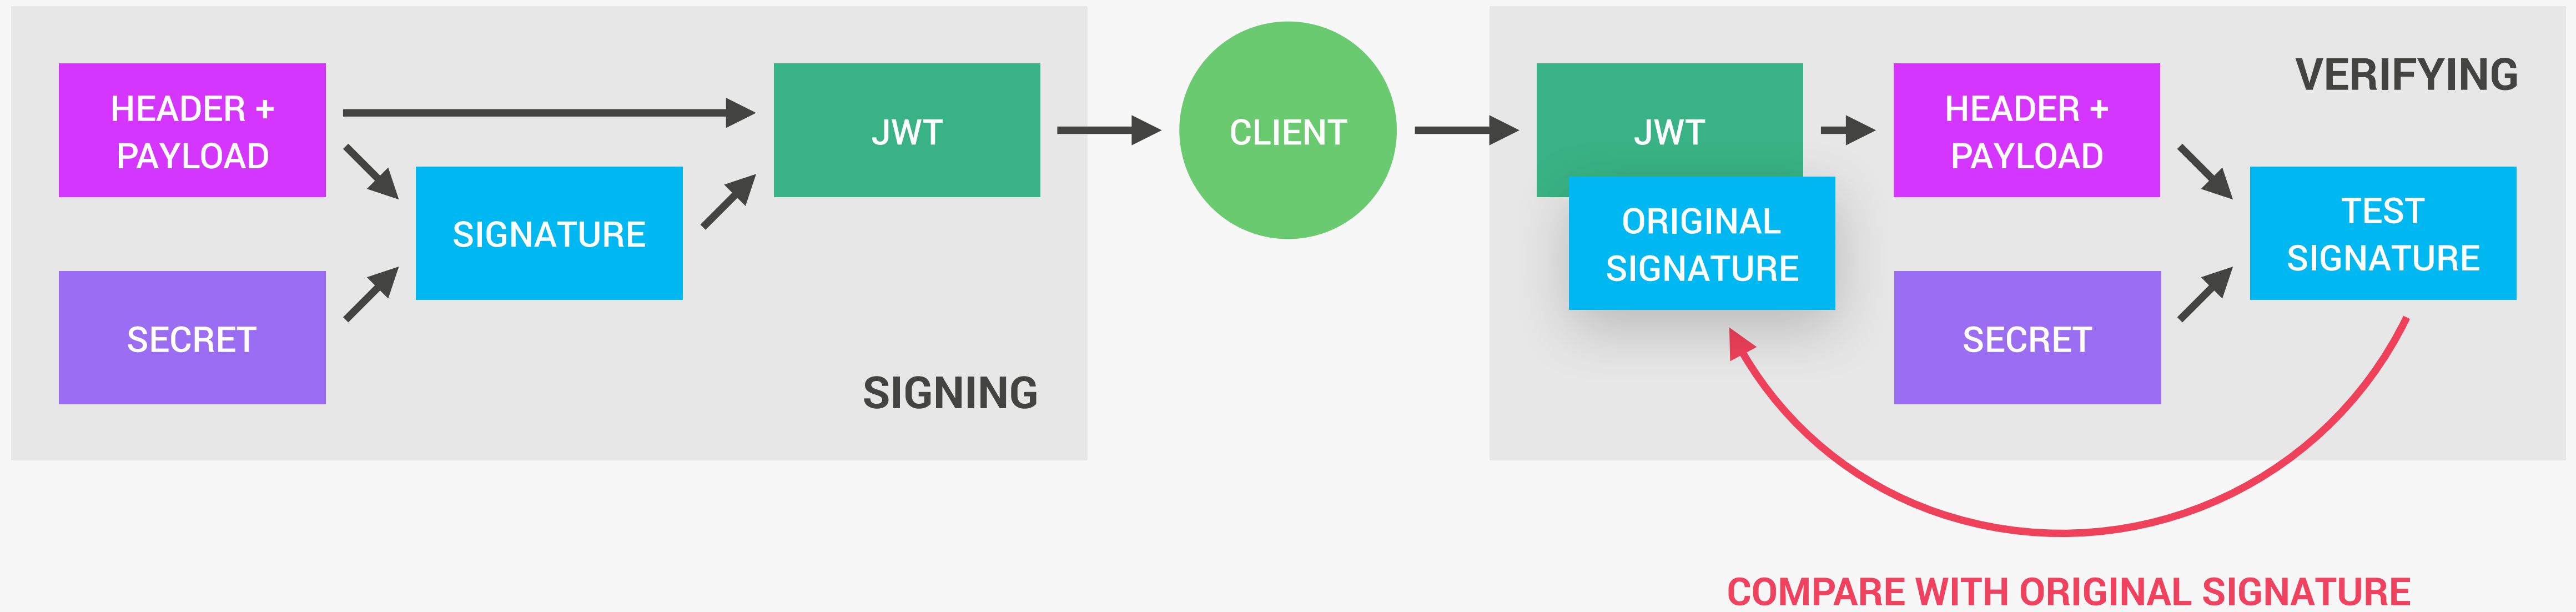 HEADER +
PAYLOAD
SECRET
SIGNATURE
JWT
SIGNING
CLIENT
VERIFYING
JWT
ORIGINAL
SIGNATURE
HEADER +
PAYLOAD
SECRET
TEST
SIGNATURE
COMPARE WITH ORIGINAL SIGNATURE